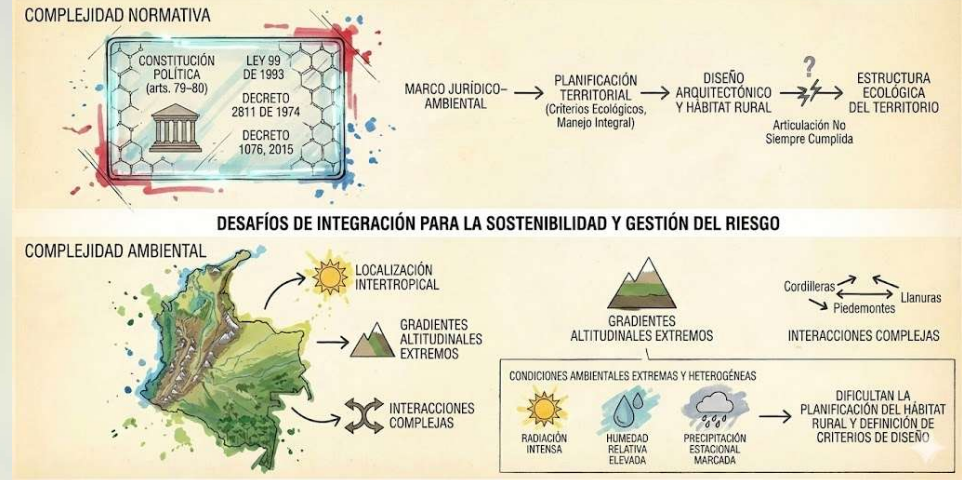 COMPLEJIDAD NORMATIVA
CONSTITUCIÓN
POLÍTICA
(arts. 79–80)
LEY 99
DE 1993
DECRETO
2811 DE 1974
DECRETO
1076, 2015
MARCO JURÍDICO–
AMBIENTAL
PLANIFICACIÓN
TERRITORIAL
(Criterios Ecológicos,
Manejo Integral)
DISEÑO
ARQUITECTÓNICO
Y HÁBITAT RURAL
?
Articulación No
Siempre Cumplida
ESTRUCTURA
ECOLÓGICA
DEL TERRITORIO
DESAFÍOS DE INTEGRACIÓN PARA LA SOSTENIBILIDAD Y GESTIÓN DEL RIESGO
COMPLEJIDAD AMBIENTAL
LOCALIZACIÓN
INTERTROPICAL
GRADIENTES
ALTITUDINALES
EXTREMOS
INTERACCIONES
COMPLEJAS
GRADIENTES
ALTITUDINALES EXTREMOS
Cordilleras
Llanuras
Piedemontes
INTERACCIONES COMPLEJAS
CONDICIONES AMBIENTALES EXTREMAS Y HETEROGÉNEAS
RADIACIÓN
INTENSA
HUMEDAD
RELATIVA
ELEVADA
PRECIPITACIÓN
ESTACIONAL
MARCADA
DIFICULTAN LA
PLANIFICACIÓN DEL HÁBITAT
RURAL Y DEFINICIÓN DE
CRITERIOS DE DISEÑO